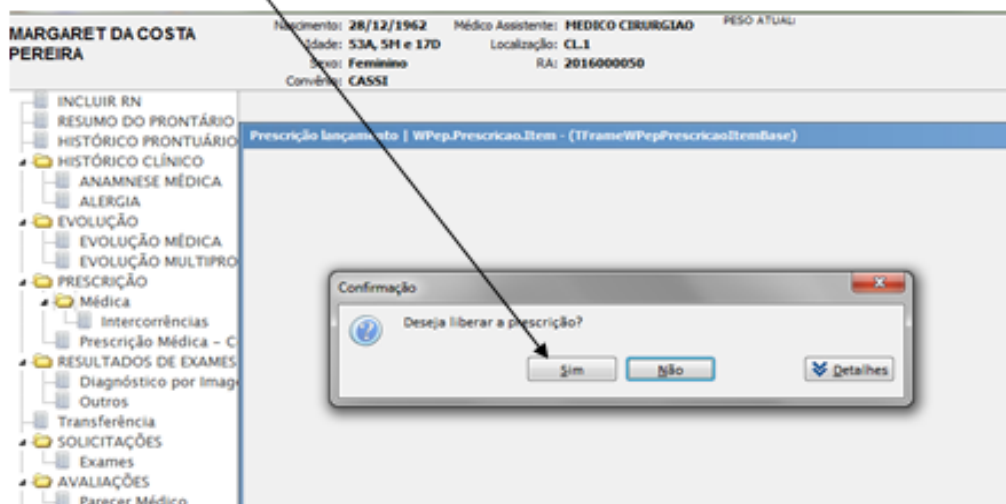 MARGARET DA COSTA
PEREIRA
Nascimento: 28/12/1962 Médico Assistente: MEDICO CIRURGIAO PESO ATUAL:
Idade: 53A, 5M e 17D Localização: CL.1
Sexo: Feminino RA: 2016000050
Convênio: CASSI
INCLUIR RN
RESUMO DO PRONTÁRIO
HISTÓRICO PRONTUÁRIO
HISTÓRICO CLÍNICO
ANAMNESE MÉDICA
ALERGIA
EVOLUÇÃO
EVOLUÇÃO MÉDICA
EVOLUÇÃO MULTIPRO
PRESCRIÇÃO
Médica
Intercorrências
Prescrição Médica - C
RESULTADOS DE EXAMES
Diagnóstico por Image
Outros
Transferência
SOLICITAÇÕES
Exames
AVALIAÇÕES
Parecer Médico
Prescrição lançamento | WPep.Prescricao.Item - (TFrameWPepPrescricaoItemBase)
Confirmação
Deseja liberar a prescrição?
Sim Não Detalhes